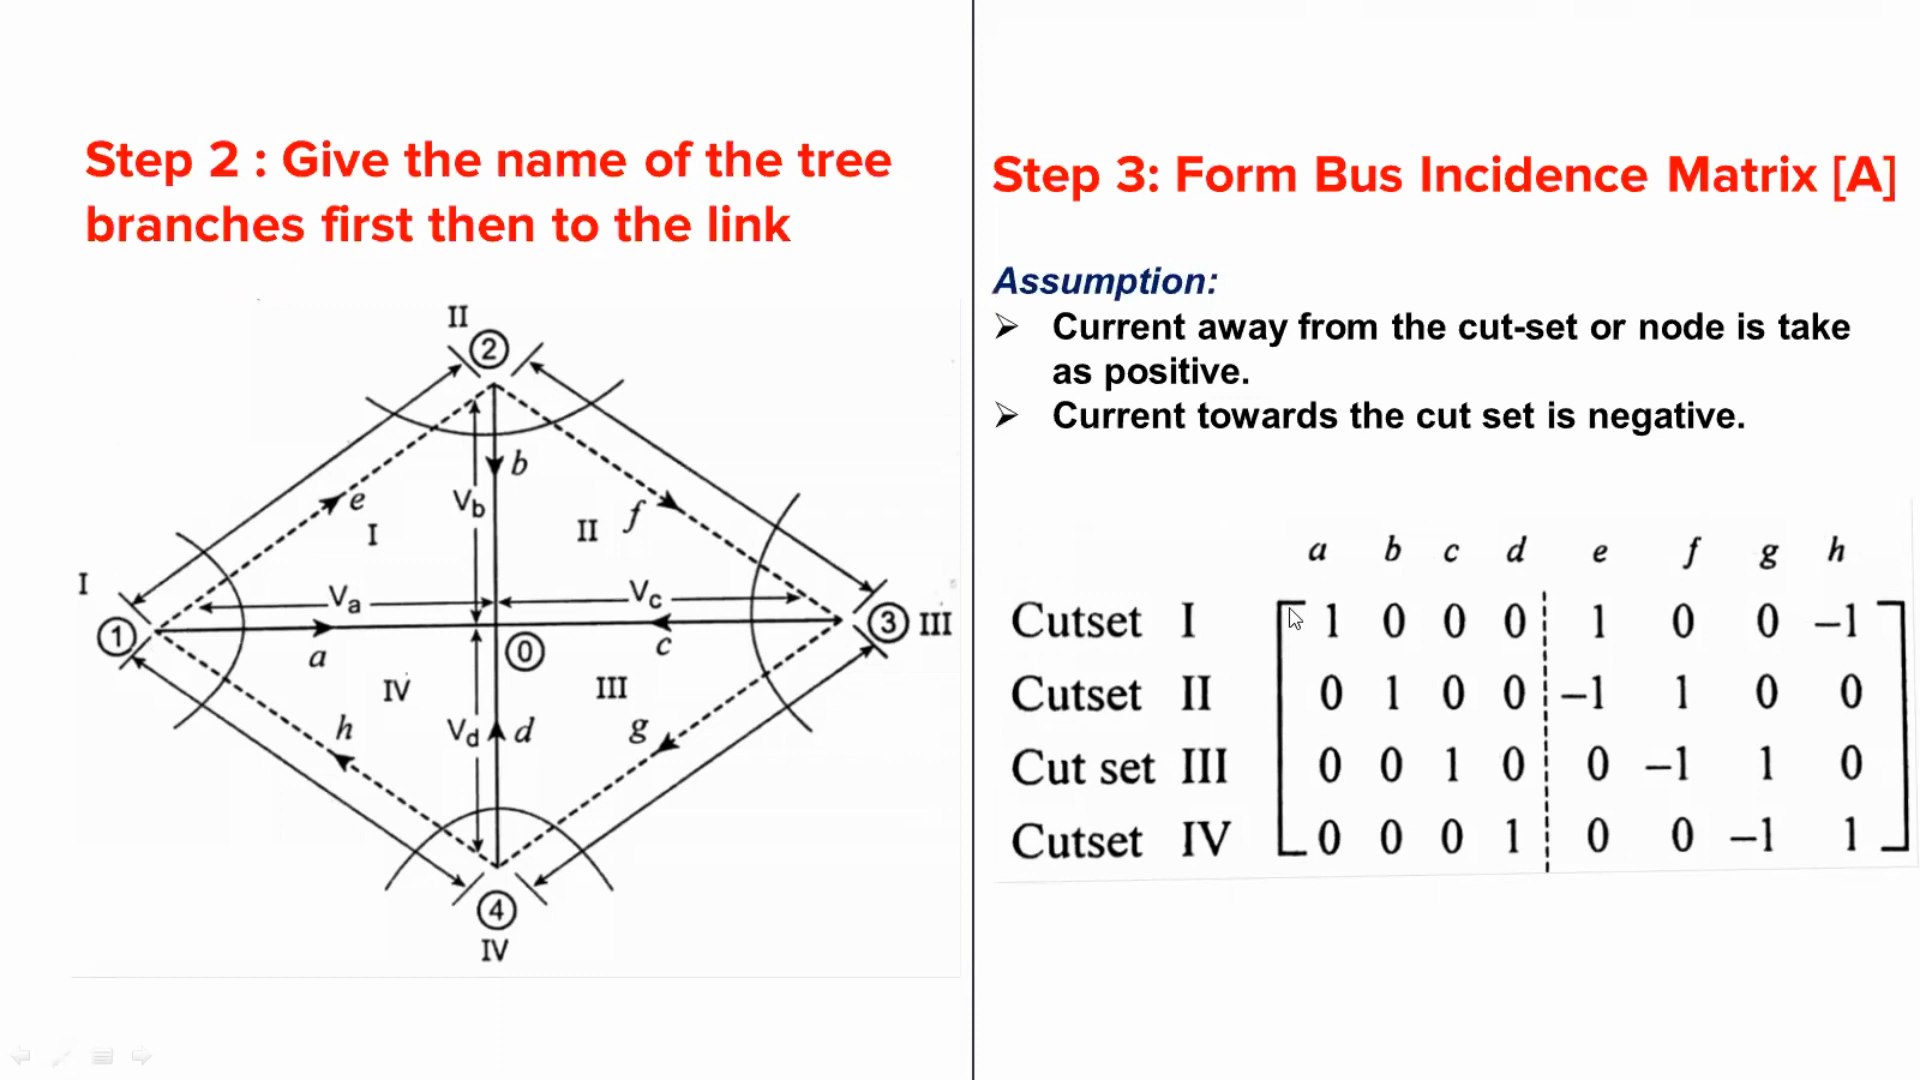 Step 2 : Give the name of the tree
branches first then to the link
II
2
b
e
Vb
f
I
II
I
Va
Vc
1
3
III
a
0
c
IV
III
h
Vd
d
g
4
IV
Step 3: Form Bus Incidence Matrix [A]
Assumption:
➢ Current away from the cut-set or node is take
as positive.
➢ Current towards the cut set is negative.
a b c d e f g h
Cutset I 1 0 0 0 1 0 0 −1
Cutset II 0 1 0 0 −1 1 0 0
Cut set III 0 0 1 0 0 −1 1 0
Cutset IV 0 0 0 1 0 0 −1 1